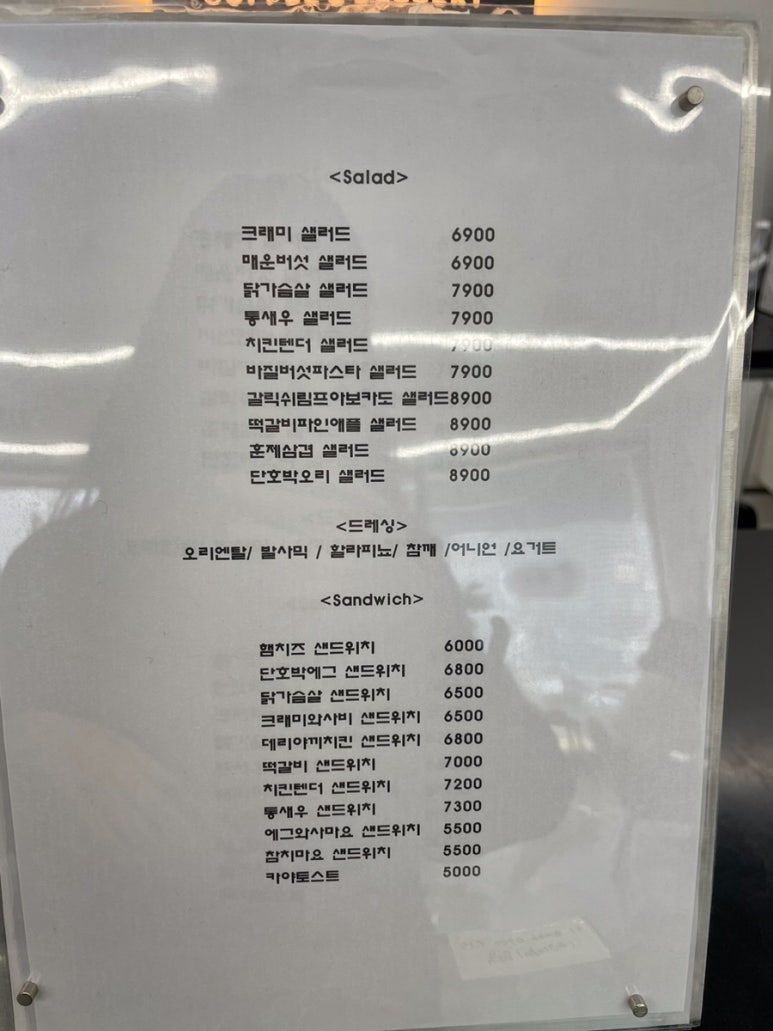 <Salad>
크래미 샐러드 6900
매운버섯 샐러드 6900
닭가슴살 샐러드 7900
통새우 샐러드 7900
치킨텐더 샐러드 7900
바질버섯파스타 샐러드 7900
갈릭쉬림프아보카도 샐러드8900
떡갈비파인애플 샐러드 8900
훈제삼겹 샐러드 8900
단호박오리 샐러드 8900
<드레싱>
오리엔탈/ 발사믹 / 할라피뇨/ 참깨 /어니언 /요거트
<Sandwich>
햄치즈 샌드위치 6000
단호박에그 샌드위치 6800
닭가슴살 샌드위치 6500
크래미와사비 샌드위치 6500
데리야끼치킨 샌드위치 6800
떡갈비 샌드위치 7000
치킨텐더 샌드위치 7200
통새우 샌드위치 7300
에그와사마요 샌드위치 5500
참치마요 샌드위치 5500
카야토스트 5000